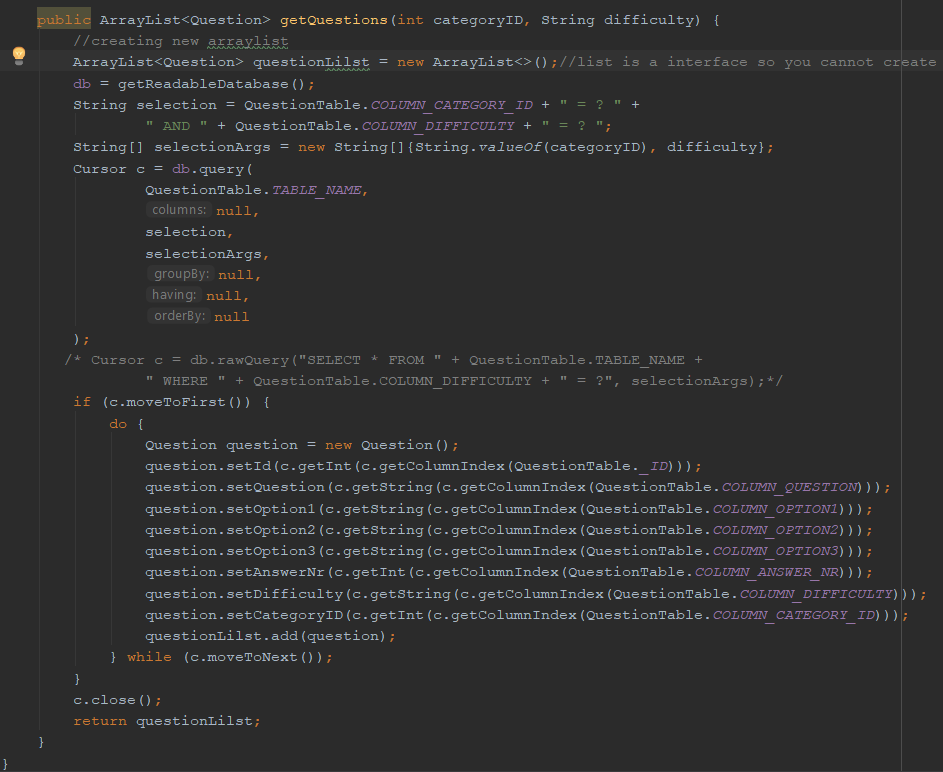 public ArrayList<Question> getQuestions(int categoryID, String difficulty) {
//creating new arraylist
ArrayList<Question> questionLilst = new ArrayList<>();//list is a interface so you cannot create
db = getReadableDatabase();
String selection = QuestionTable.COLUMN_CATEGORY_ID + " = ? " +
" AND " + QuestionTable.COLUMN_DIFFICULTY + " = ? ";
String[] selectionArgs = new String[]{String.valueOf(categoryID), difficulty};
Cursor c = db.query(
QuestionTable.TABLE_NAME,
columns: null,
selection,
selectionArgs,
groupBy: null,
having: null,
orderBy: null
);
/* Cursor c = db.rawQuery("SELECT * FROM " + QuestionTable.TABLE_NAME +
" WHERE " + QuestionTable.COLUMN_DIFFICULTY + " = ?", selectionArgs);*/
if (c.moveToFirst()) {
do {
Question question = new Question();
question.setId(c.getInt(c.getColumnIndex(QuestionTable._ID)));
question.setQuestion(c.getString(c.getColumnIndex(QuestionTable.COLUMN_QUESTION)));
question.setOption1(c.getString(c.getColumnIndex(QuestionTable.COLUMN_OPTION1)));
question.setOption2(c.getString(c.getColumnIndex(QuestionTable.COLUMN_OPTION2)));
question.setOption3(c.getString(c.getColumnIndex(QuestionTable.COLUMN_OPTION3)));
question.setAnswerNr(c.getInt(c.getColumnIndex(QuestionTable.COLUMN_ANSWER_NR)));
question.setDifficulty(c.getString(c.getColumnIndex(QuestionTable.COLUMN_DIFFICULTY)));
question.setCategoryID(c.getInt(c.getColumnIndex(QuestionTable.COLUMN_CATEGORY_ID)));
questionLilst.add(question);
} while (c.moveToNext());
}
c.close();
return questionLilst;
}
}